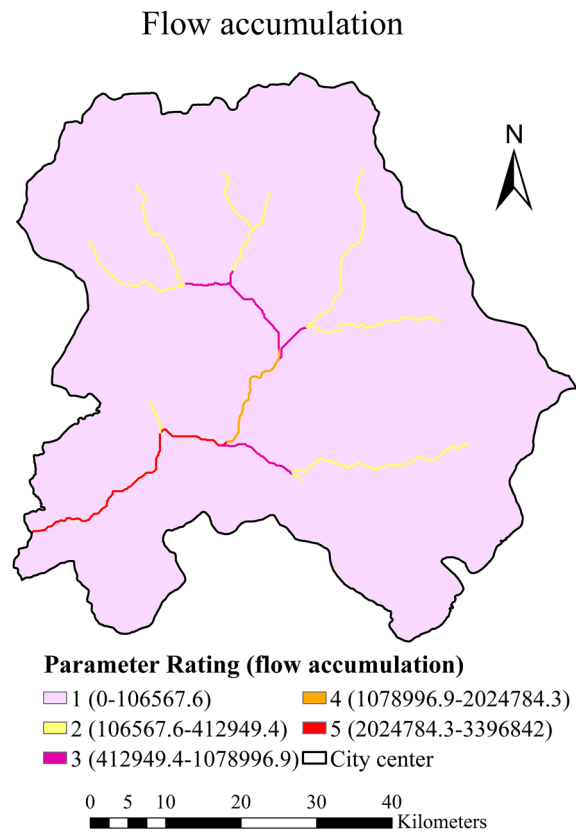 Flow accumulation
N
Parameter Rating (flow accumulation)
1 (0-106567.6)
4 (1078996.9-2024784.3)
2 (106567.6-412949.4)
5 (2024784.3-3396842)
3 (412949.4-1078996.9)
City center
0 5 10 20 30 40
Kilometers